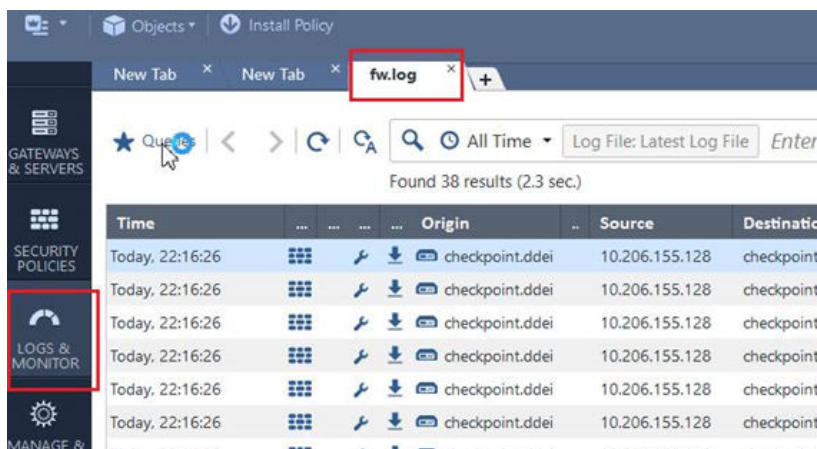 Objects Install Policy
New Tab × New Tab × fw.log × +
Queries All Time Log File: Latest Log File Enter
Found 38 results (2.3 sec.)
GATEWAYS
& SERVERS
SECURITY
POLICIES
LOGS &
MONITOR
MANAGE &
Time ... ... ... ... Origin .. Source Destinatio
Today, 22:16:26 checkpoint.ddei 10.206.155.128 checkpoint
Today, 22:16:26 checkpoint.ddei 10.206.155.128 checkpoint
Today, 22:16:26 checkpoint.ddei 10.206.155.128 checkpoint
Today, 22:16:26 checkpoint.ddei 10.206.155.128 checkpoint
Today, 22:16:26 checkpoint.ddei 10.206.155.128 checkpoint
Today, 22:16:26 checkpoint.ddei 10.206.155.128 checkpoint